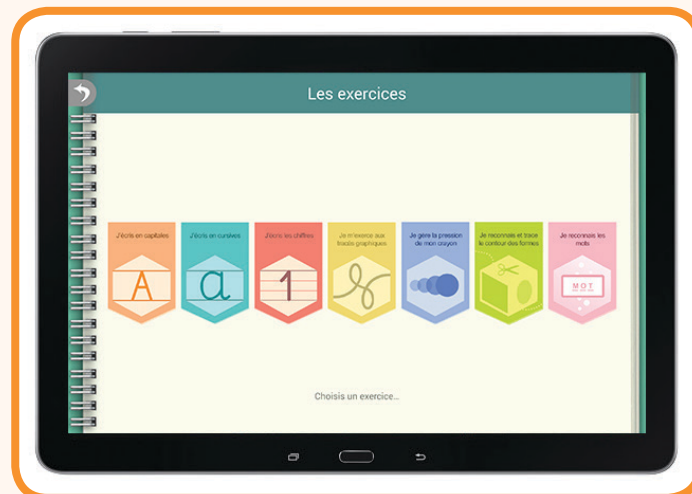 Les exercices
J'écris en capitales
A
J'écris en cursives
a
J'écris les chiffres
1
Je m'exerce aux
tracés graphiques
Je gère la pression
de mon crayon
Je reconnais et trace
le contour des formes
Je reconnais les
mots
MOT
Choisis un exercice...